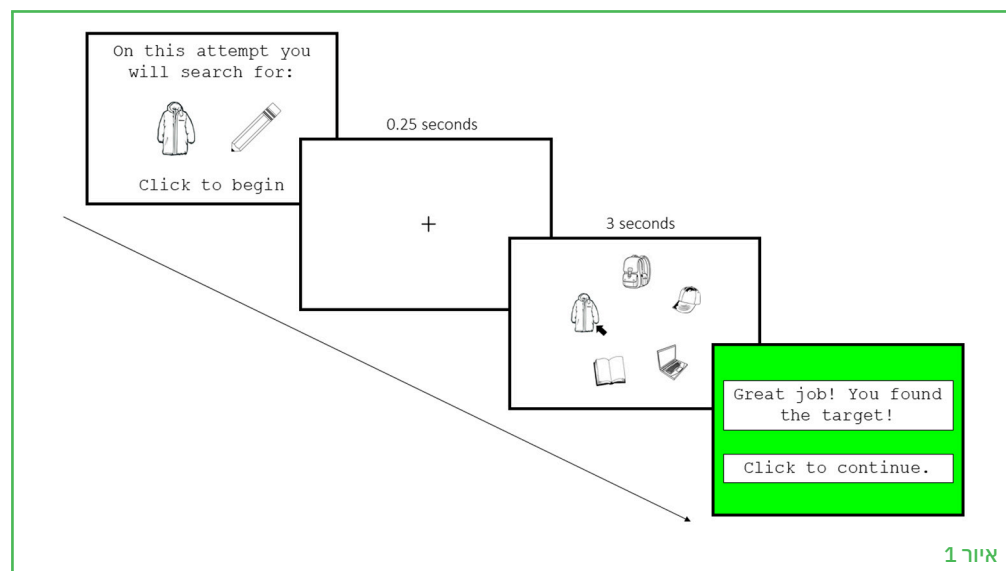 On this attempt you
will search for:
Click to begin
0.25 seconds
+
3 seconds
Great job! You found
the target!
Click to continue.
איור 1